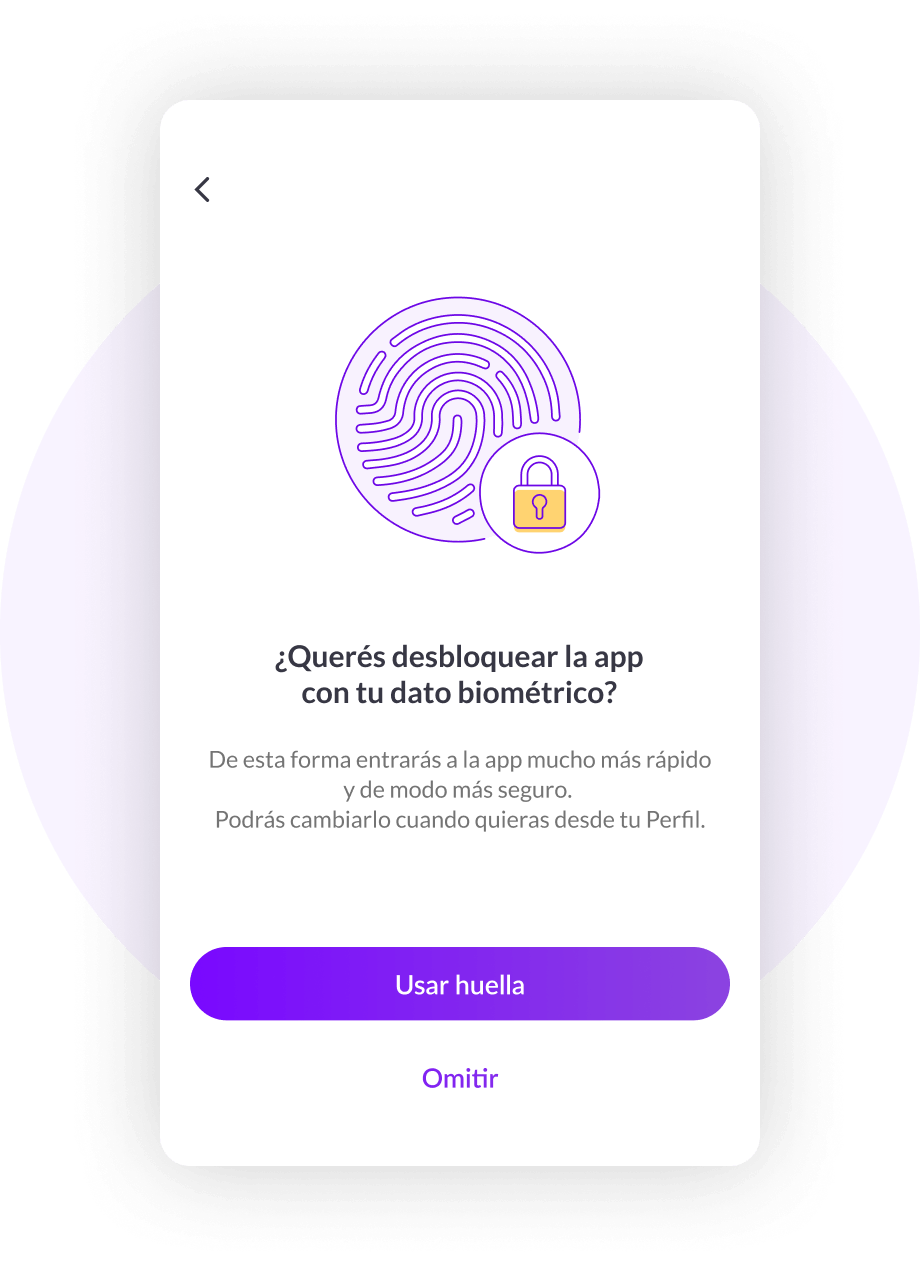 ¿Querés desbloquear la app
con tu dato biométrico?
De esta forma entrarás a la app mucho más rápido
y de modo más seguro.
Podrás cambiarlo cuando quieras desde tu Perfil.
Usar huella
Omitir